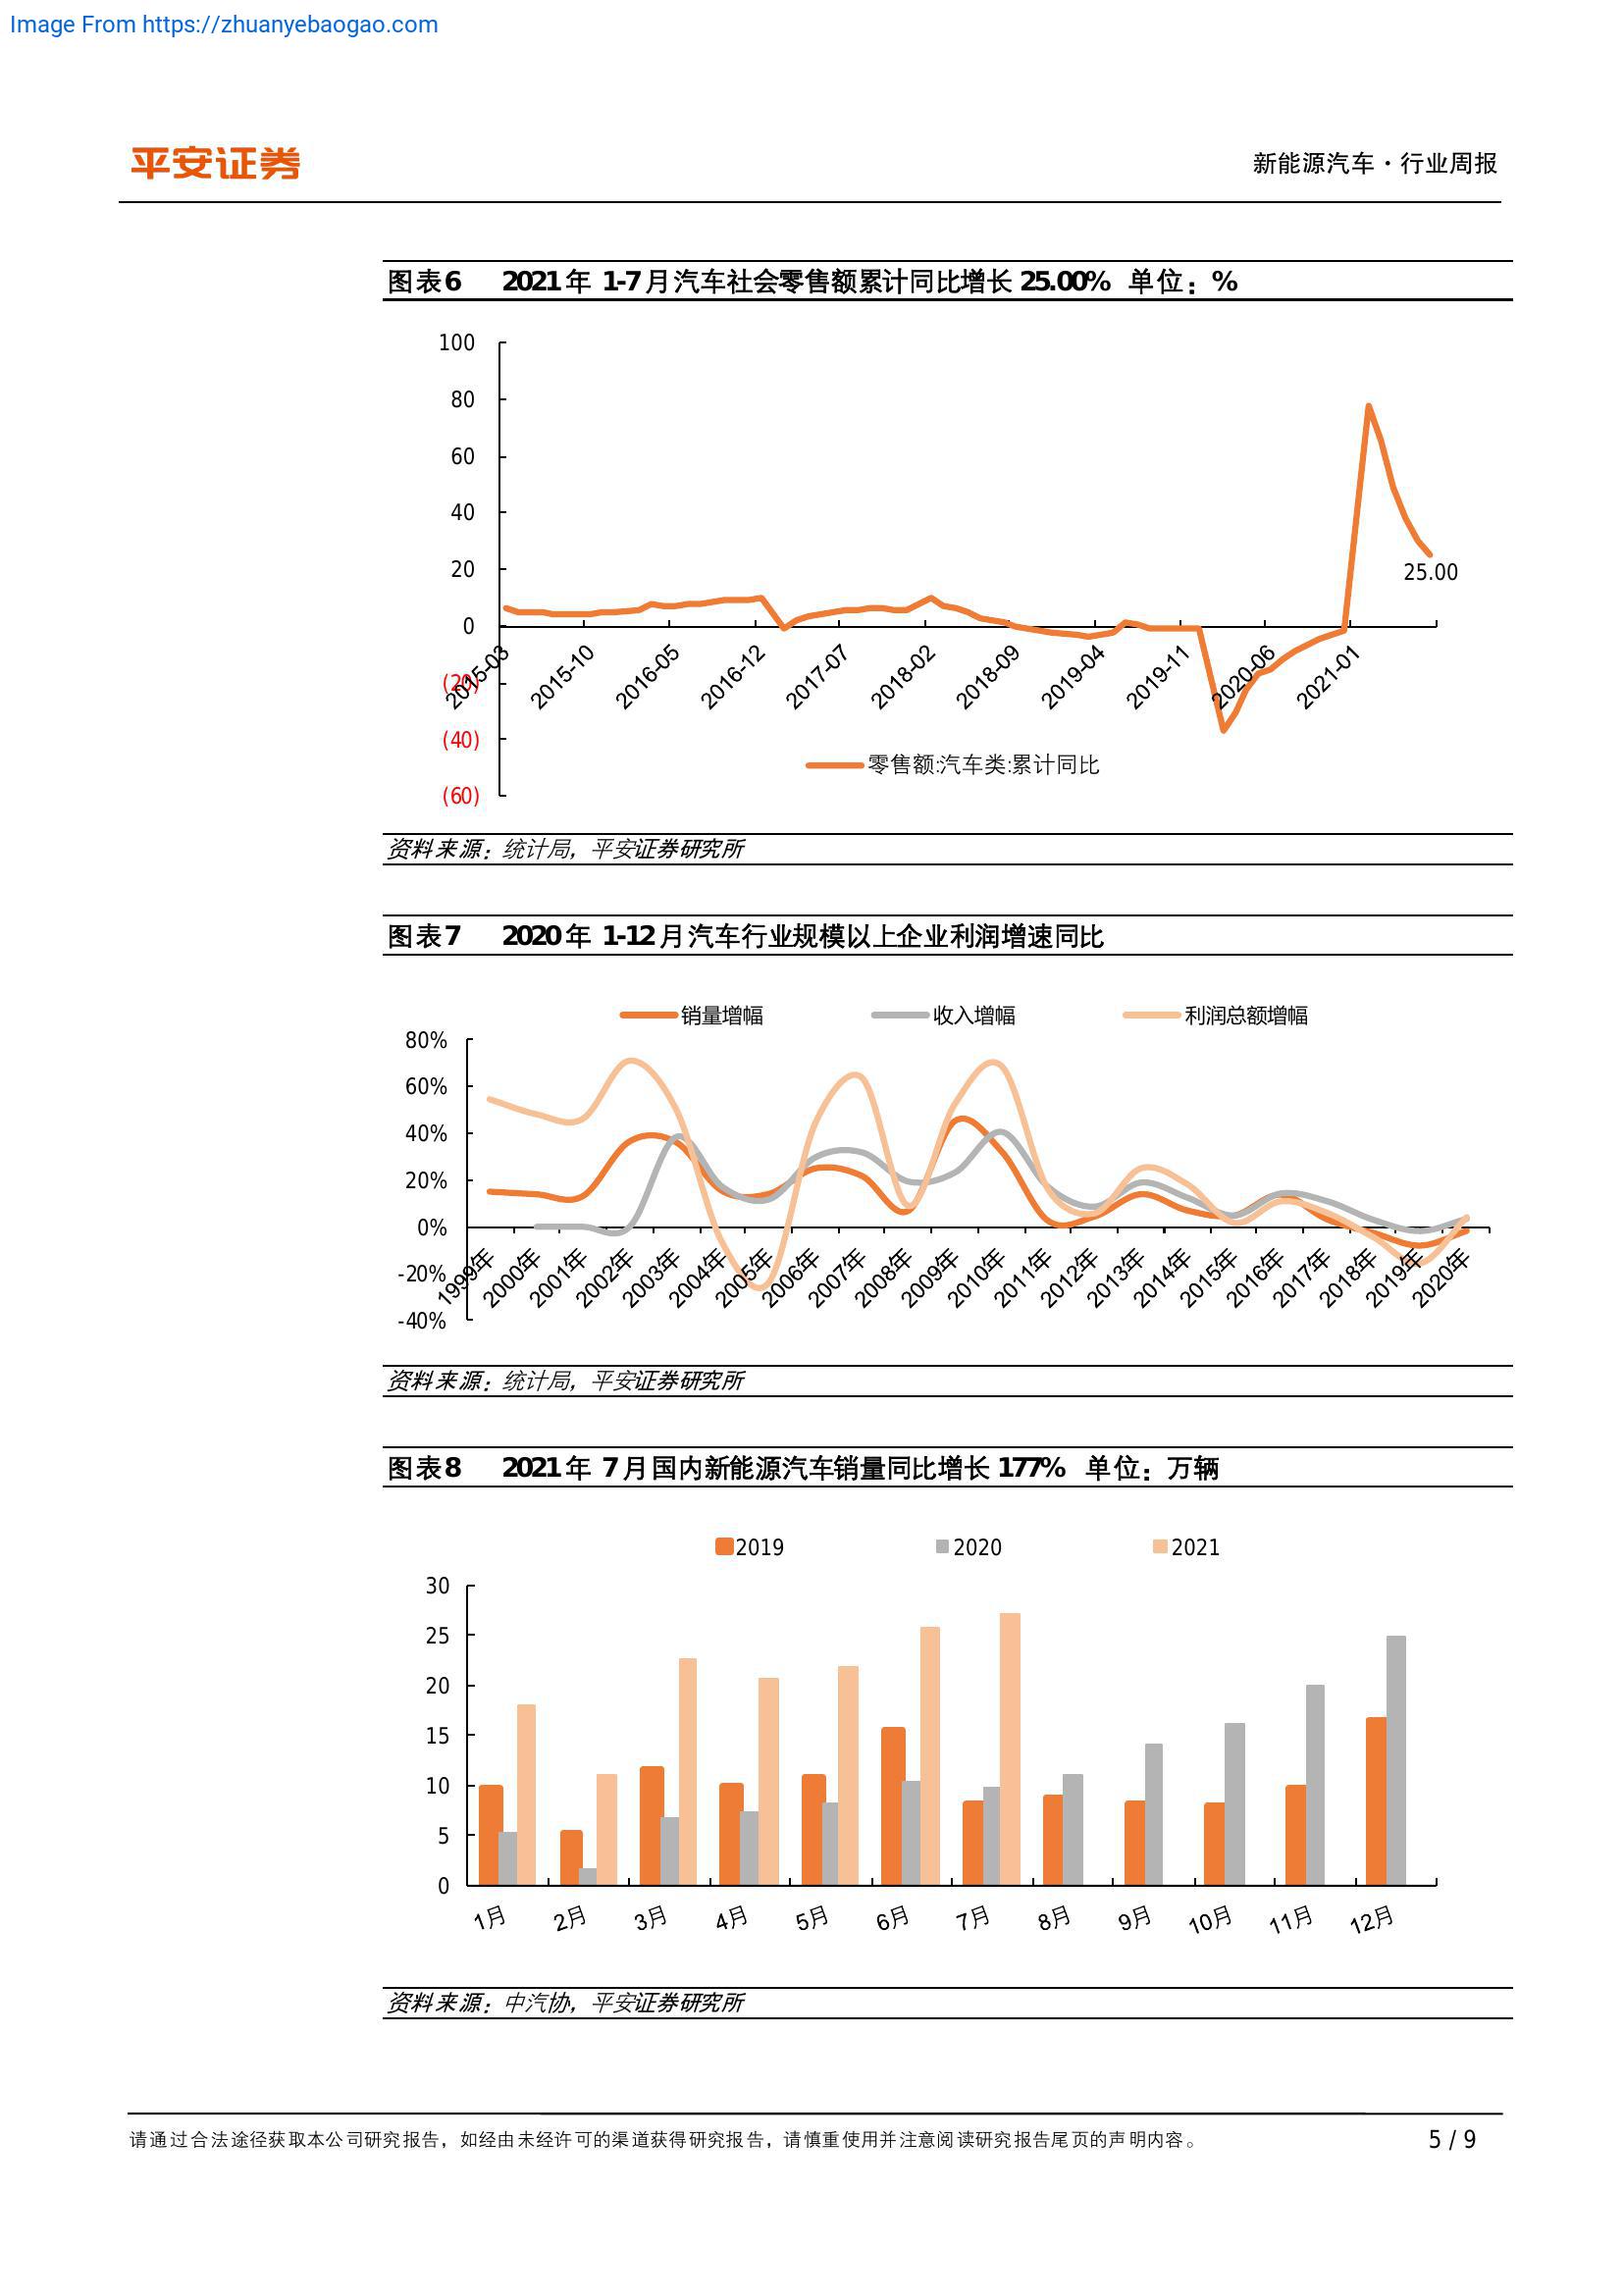 Image From https://zhuanyebaogao.com
平安证券
新能源汽车·行业周报
图表6 2021年 1-7月汽车社会零售额累计同比增长 25.00% 单位：%
100
80
60
40
20
0
(20)
(40)
(60)
25.00
2015-03 2015-10 2016-05 2016-12 2017-07 2018-02 2018-09 2019-04 2019-11 2020-06 2021-01
零售额:汽车类:累计同比
资料来源：统计局，平安证券研究所
图表7 2020年 1-12月汽车行业规模以上企业利润增速同比
销量增幅 收入增幅 利润总额增幅
80%
60%
40%
20%
0%
-20%
-40%
1999年 2000年 2001年 2002年 2003年 2004年 2005年 2006年 2007年 2008年 2009年 2010年 2011年 2012年 2013年 2014年 2015年 2016年 2017年 2018年 2019年 2020年
资料来源：统计局，平安证券研究所
图表8 2021年 7月国内新能源汽车销量同比增长 177% 单位：万辆
2019 2020 2021
30
25
20
15
10
5
0
1月 2月 3月 4月 5月 6月 7月 8月 9月 10月 11月 12月
资料来源：中汽协，平安证券研究所
请通过合法途径获取本公司研究报告，如经由未经许可的渠道获得研究报告，请慎重使用并注意阅读研究报告尾页的声明内容。
5 / 9